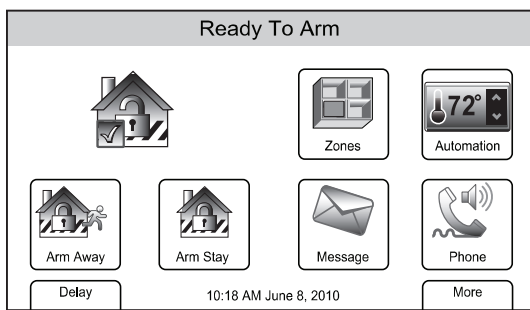 Ready To Arm
72°
Zones
Automation
Arm Away
Arm Stay
Message
Phone
Delay
10:18 AM June 8, 2010
More